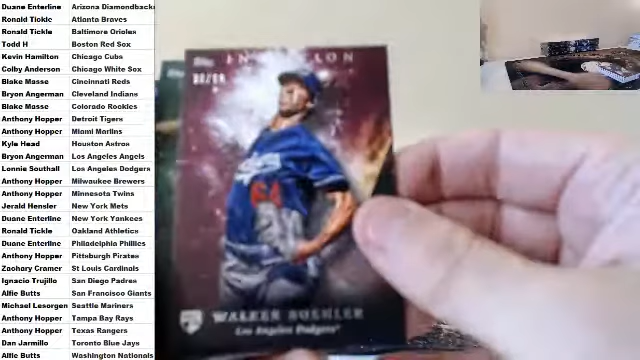 Duane Enterline Arizona Diamondbacks
Ronald Tickle Atlanta Braves
Ronald Tickle Baltimore Orioles
Todd H Boston Red Sox
Kevin Hamilton Chicago Cubs
Colby Anderson Chicago White Sox
Blake Masse Cincinnati Reds
Bryon Angerman Cleveland Indians
Blake Masse Colorado Rookies
Anthony Hopper Detroit Tigers
Anthony Hopper Miami Marlins
Kyle Head Houston Astros
Bryon Angerman Los Angeles Angels
Lonnie Southall Los Angeles Dodgers
Anthony Hopper Milwaukee Brewers
Anthony Hopper Minnesota Twins
Jerald Hensler New York Mets
Duane Enterline New York Yankees
Ronald Tickle Oakland Athletics
Duane Enterline Philadelphia Phillies
Anthony Hopper Pittsburgh Pirates
Zachary Cramer St Louis Cardinals
Ignacio Trujillo San Diego Padres
Alfie Butts San Francisco Giants
Michael Lesorgen Seattle Mariners
Anthony Hopper Tampa Bay Rays
Anthony Hopper Texas Rangers
Dan Jarmillo Toronto Blue Jays
Alfie Butts Washington Nationals
Topps
64
WALKER BUEHLER
Los Angeles Dodgers